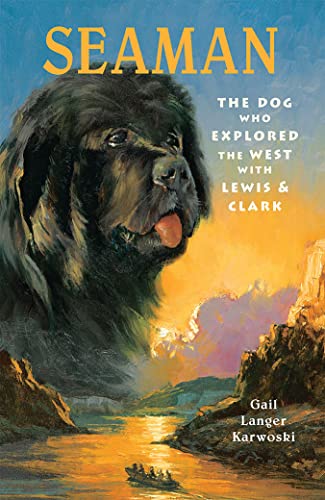 SEAMAN
THE DOG
WHO
EXPLORED
THE WEST
WITH
LEWIS &
CLARK
Gail
Langer
Karwoski